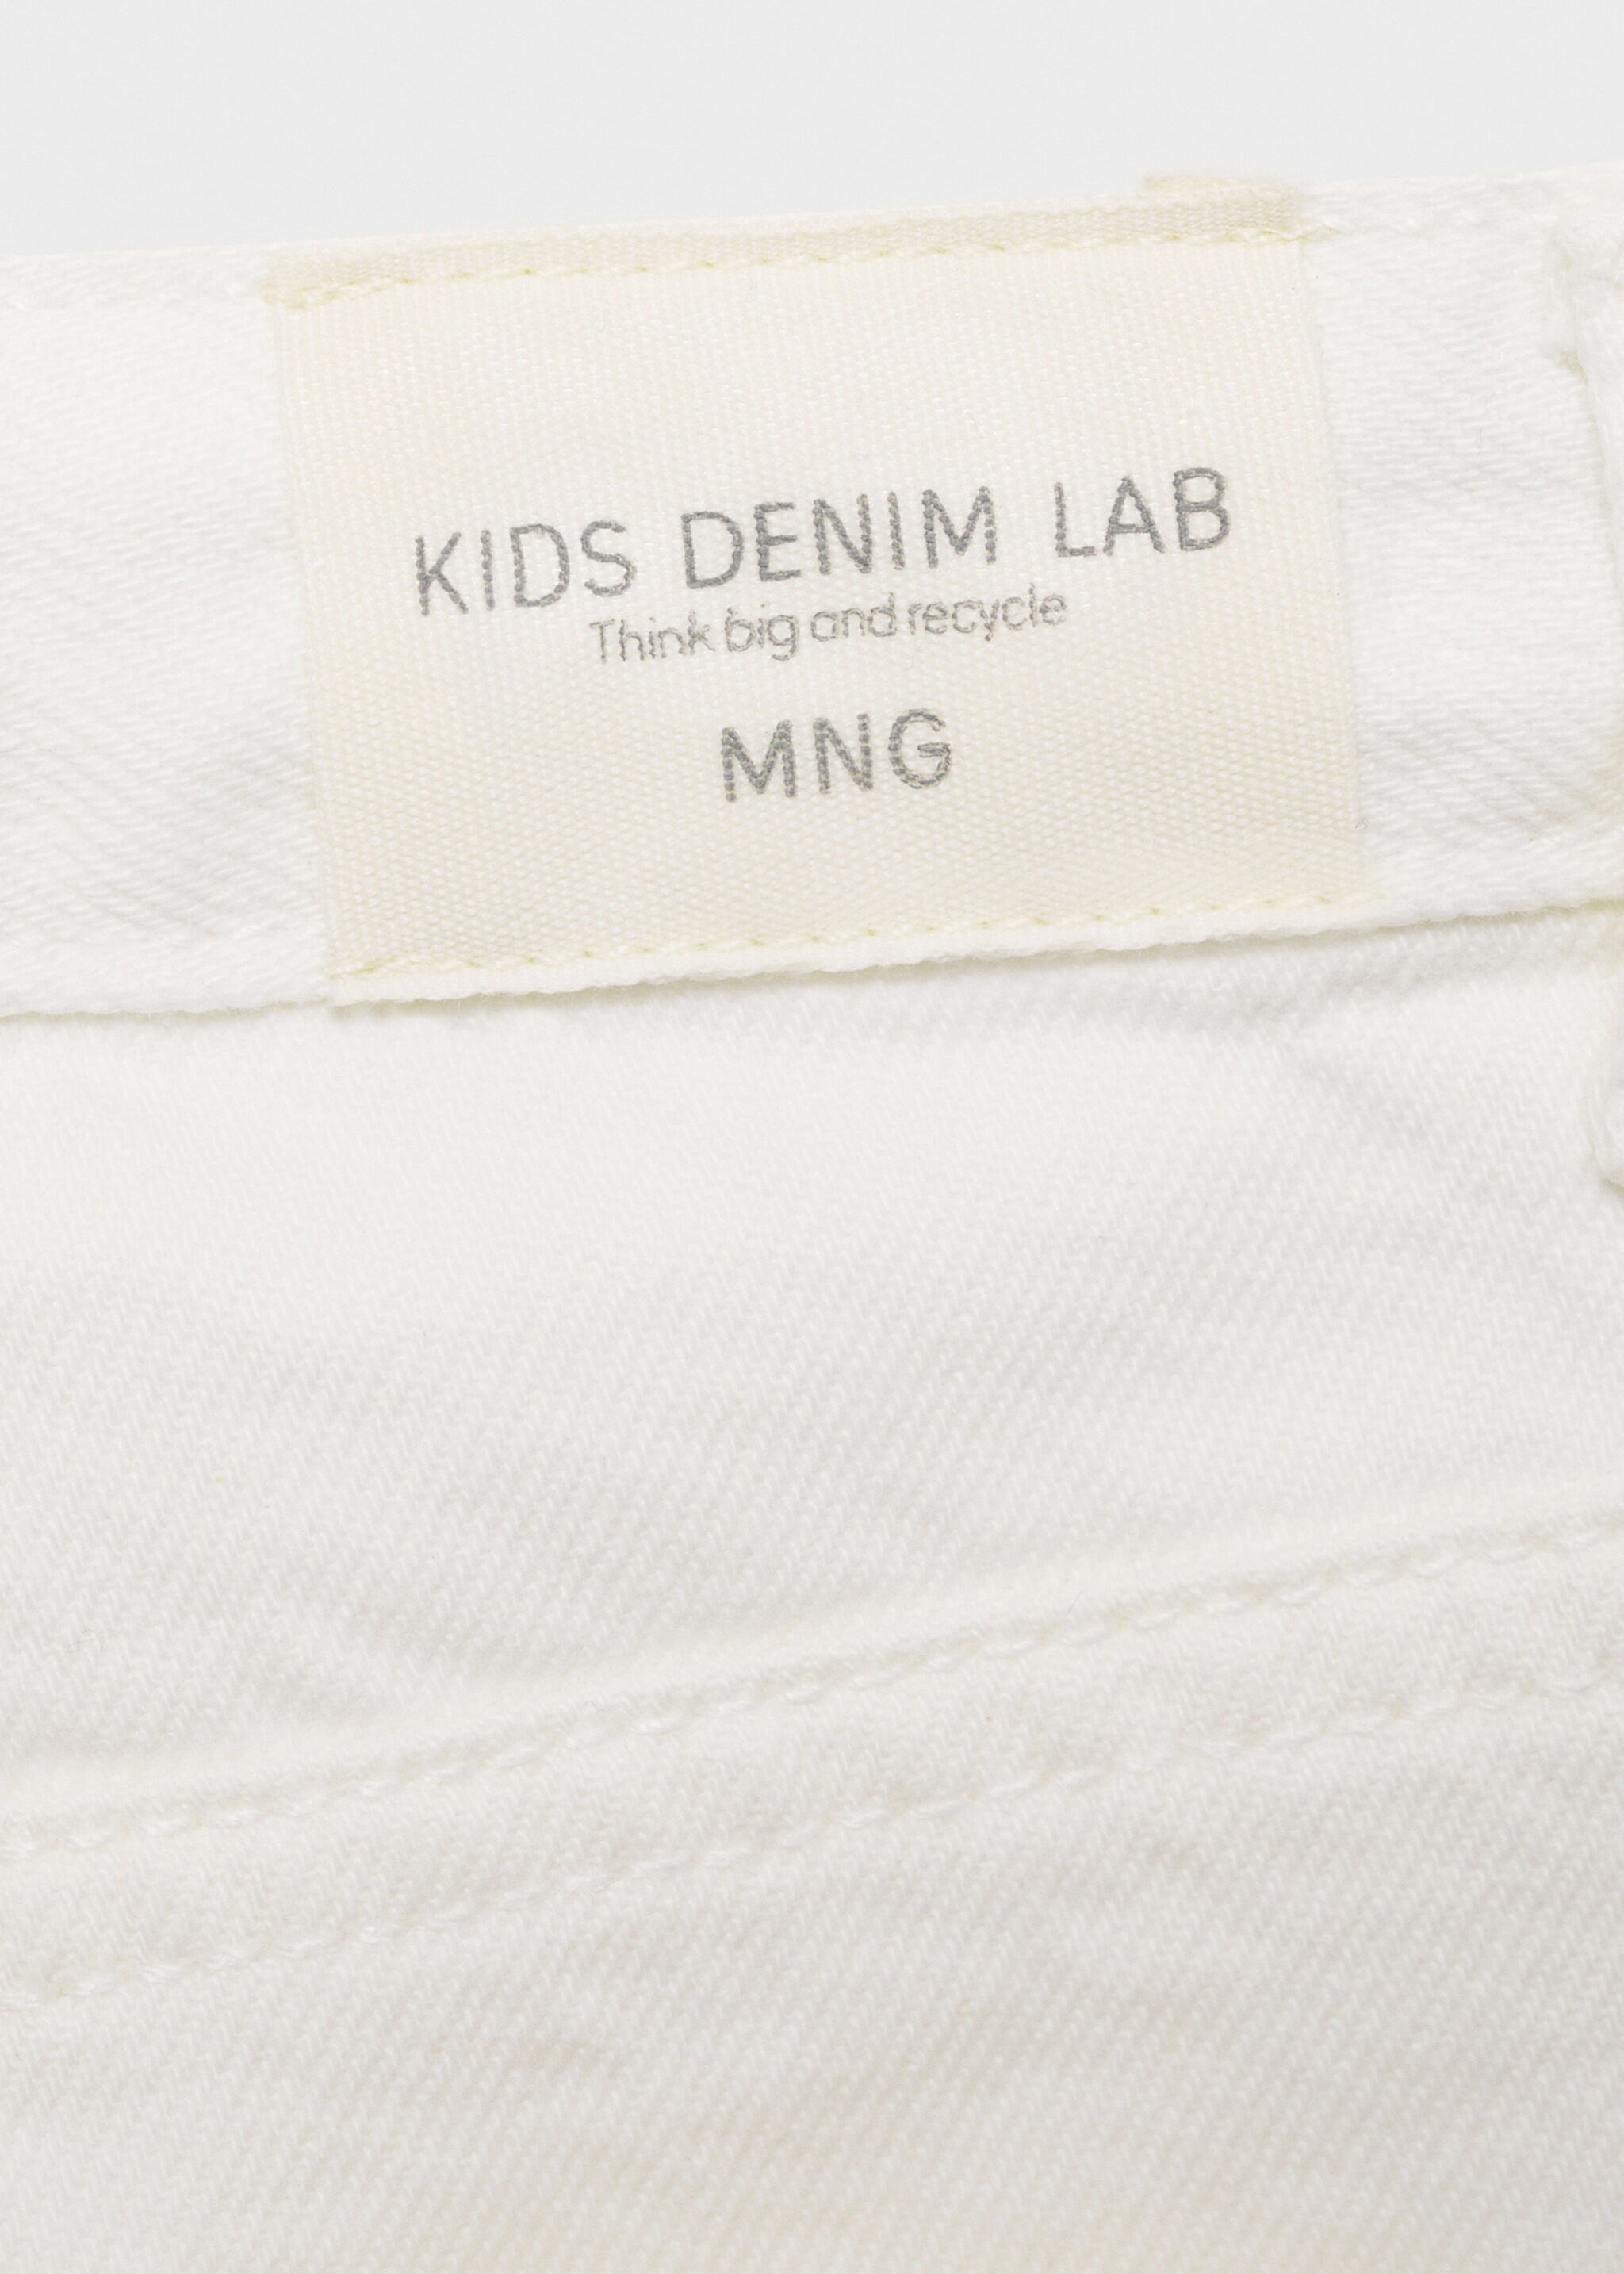 KIDS DENIM LAB
Think big and recycle
MNG